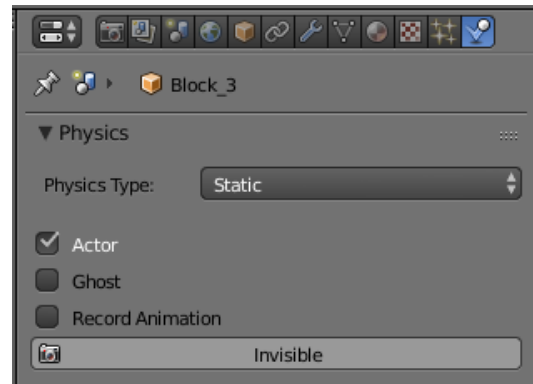 Block_3
Physics
Physics Type: Static
Actor
Ghost
Record Animation
Invisible